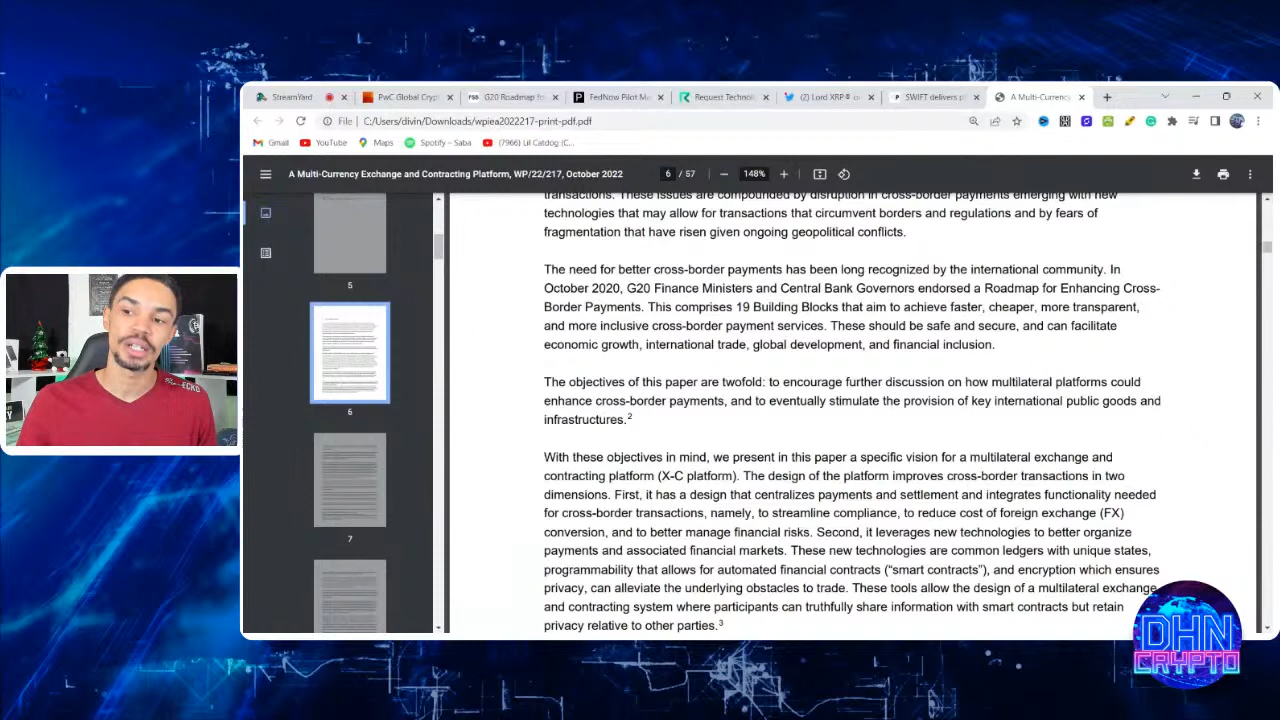 StreamYard
PwC Global Cryp
G20 Roadmap fo
FedNow Pilot Me
Request Technol
(2) Lord XRP
SWIFT delivers p
A Multi-Currency
File
C:/Users/divin/Downloads/wpiea2022217-print-pdf.pdf
Gmail
YouTube
Maps
Spotify – Saba
(7966) Lil Catdog (C...
A Multi-Currency Exchange and Contracting Platform, WP/22/217, October 2022
6 / 57
148%
5
6
7
transactions. These issues are compounded by disruption in cross-border payments emerging with new
technologies that may allow for transactions that circumvent borders and regulations and by fears of
fragmentation that have risen given ongoing geopolitical conflicts.
The need for better cross-border payments has been long recognized by the international community. In
October 2020, G20 Finance Ministers and Central Bank Governors endorsed a Roadmap for Enhancing Cross-
Border Payments. This comprises 19 Building Blocks that aim to achieve faster, cheaper, more transparent,
and more inclusive cross-border payment services. These should be safe and secure, and can facilitate
economic growth, international trade, global development, and financial inclusion.
The objectives of this paper are twofold: to encourage further discussion on how multilateral platforms could
enhance cross-border payments, and to eventually stimulate the provision of key international public goods and
infrastructures. 2
With these objectives in mind, we present in this paper a specific vision for a multilateral exchange and
contracting platform (X-C platform). The design of the platform improves cross-border transactions in two
dimensions. First, it has a design that centralizes payments and settlement and integrates functionality needed
for cross-border transactions, namely, to streamline compliance, to reduce cost of foreign exchange (FX)
conversion, and to better manage financial risks. Second, it leverages new technologies to better organize
payments and associated financial markets. These new technologies are common ledgers with unique states,
programmability that allows for automated financial contracts (“smart contracts”), and encryption which ensures
privacy, can alleviate the underlying obstacles to trade. These tools allow the design of a multilateral exchange
and contracting system where participants can truthfully share information with smart contracts but retain
privacy relative to other parties.3
ECKO
DHN
CRYPTO